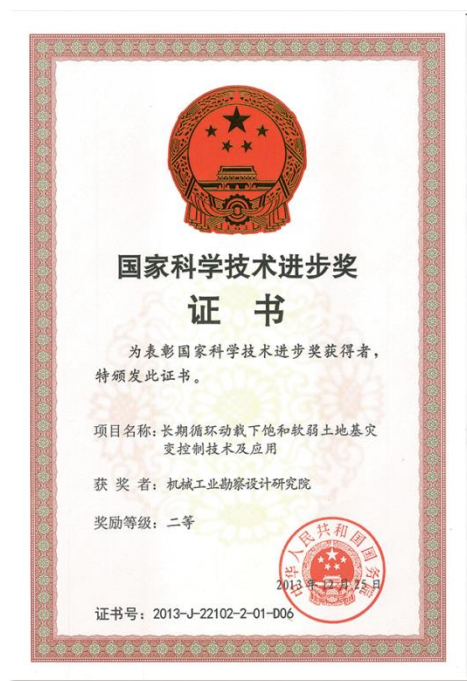 国家科学技术进步奖
证书
为表彰国家科学技术进步奖获得者，
特颁发此证书。
项目名称：长期循环动载下饱和软弱土地基灾
变控制技术及应用
获奖者：机械工业勘察设计研究院
奖励等级：二等
中华人民共和国国务院
2013年12月25日
证书号：2013-J-22102-2-01-D06